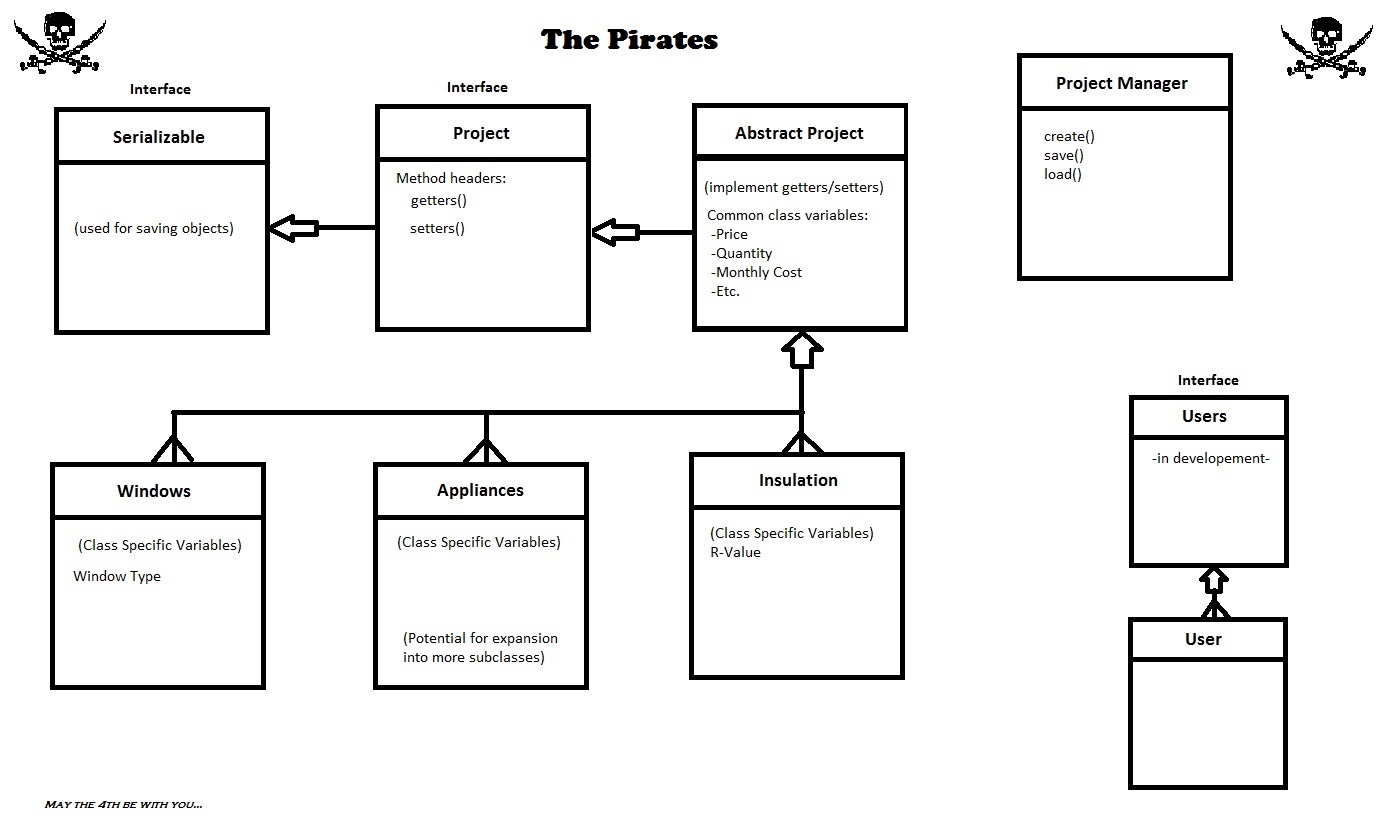 The Pirates
Interface
Serializable
(used for saving objects)
Interface
Project
Method headers:
getters()
setters()
Abstract Project
(implement getters/setters)
Common class variables:
-Price
-Quantity
-Monthly Cost
-Etc.
Project Manager
create()
save()
load()
Windows
(Class Specific Variables)
Window Type
Appliances
(Class Specific Variables)
(Potential for expansion
into more subclasses)
Insulation
(Class Specific Variables)
R-Value
Interface
Users
-in developement-
User
May the 4th be with you...